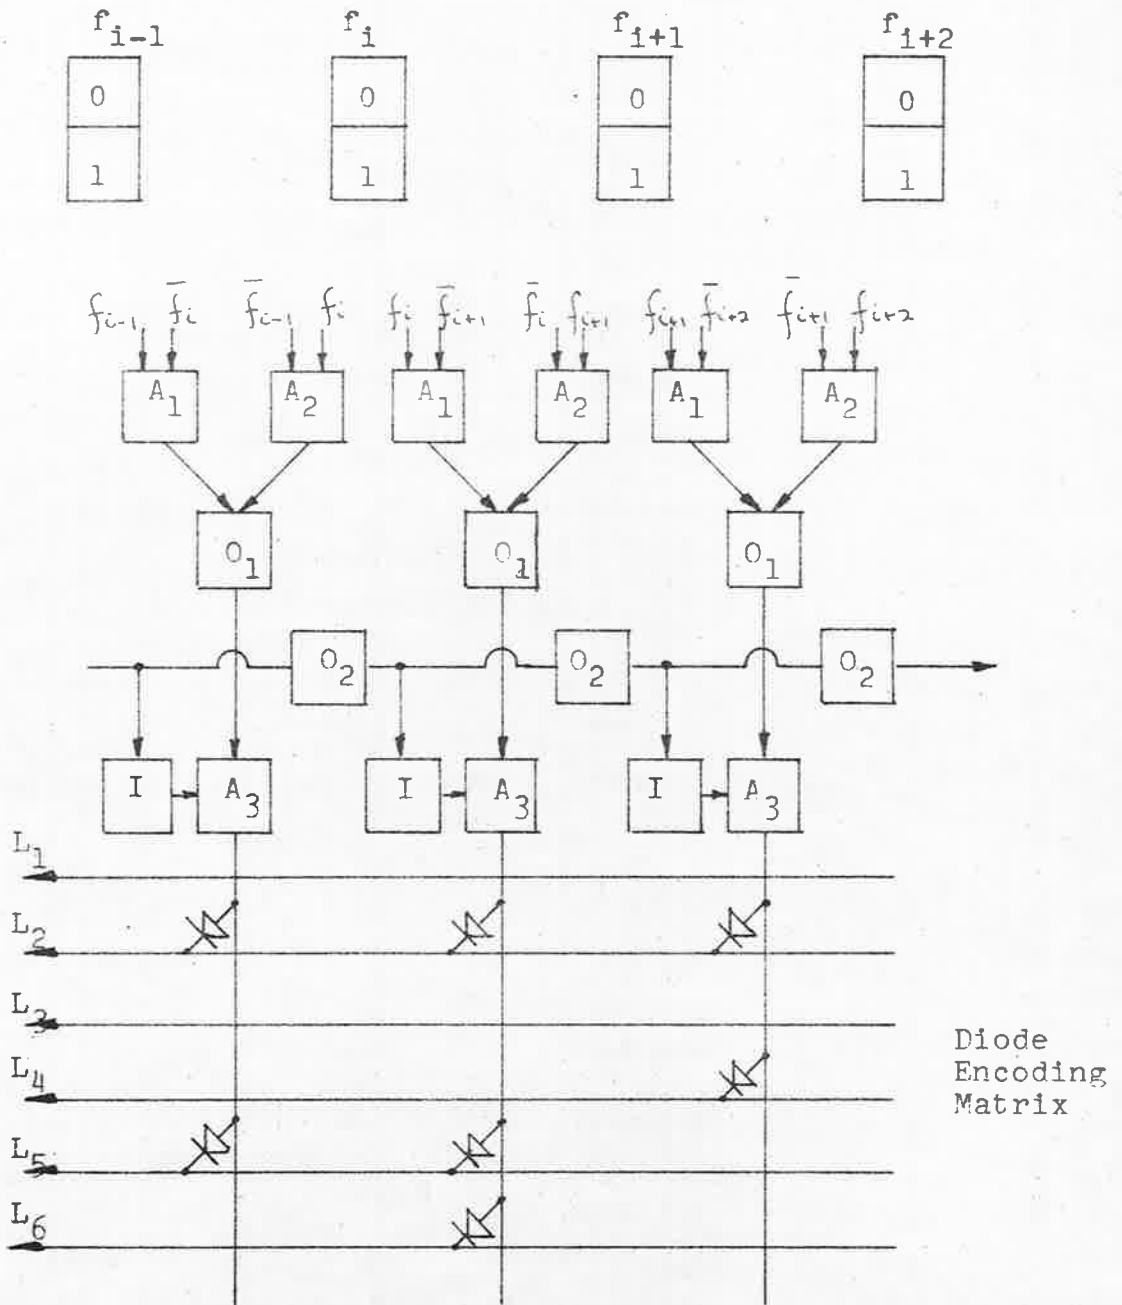 f_{i-1} f_i f_{i+1} f_{i+2}
0 0 0 0
1 1 1 1
f_{i-1} f̄_i f̄_{i-1} f_i f_i f̄_{i+1} f̄_i f_{i+1} f_{i+1} f̄_{i+2} f̄_{i+1} f_{i+2}
A_1 A_2 A_1 A_2 A_1 A_2
O_1 O_1 O_1
O_2 O_2 O_2
I A_3 I A_3 I A_3
L_1
L_2
L_3
L_4
L_5
L_6
Diode
Encoding
Matrix